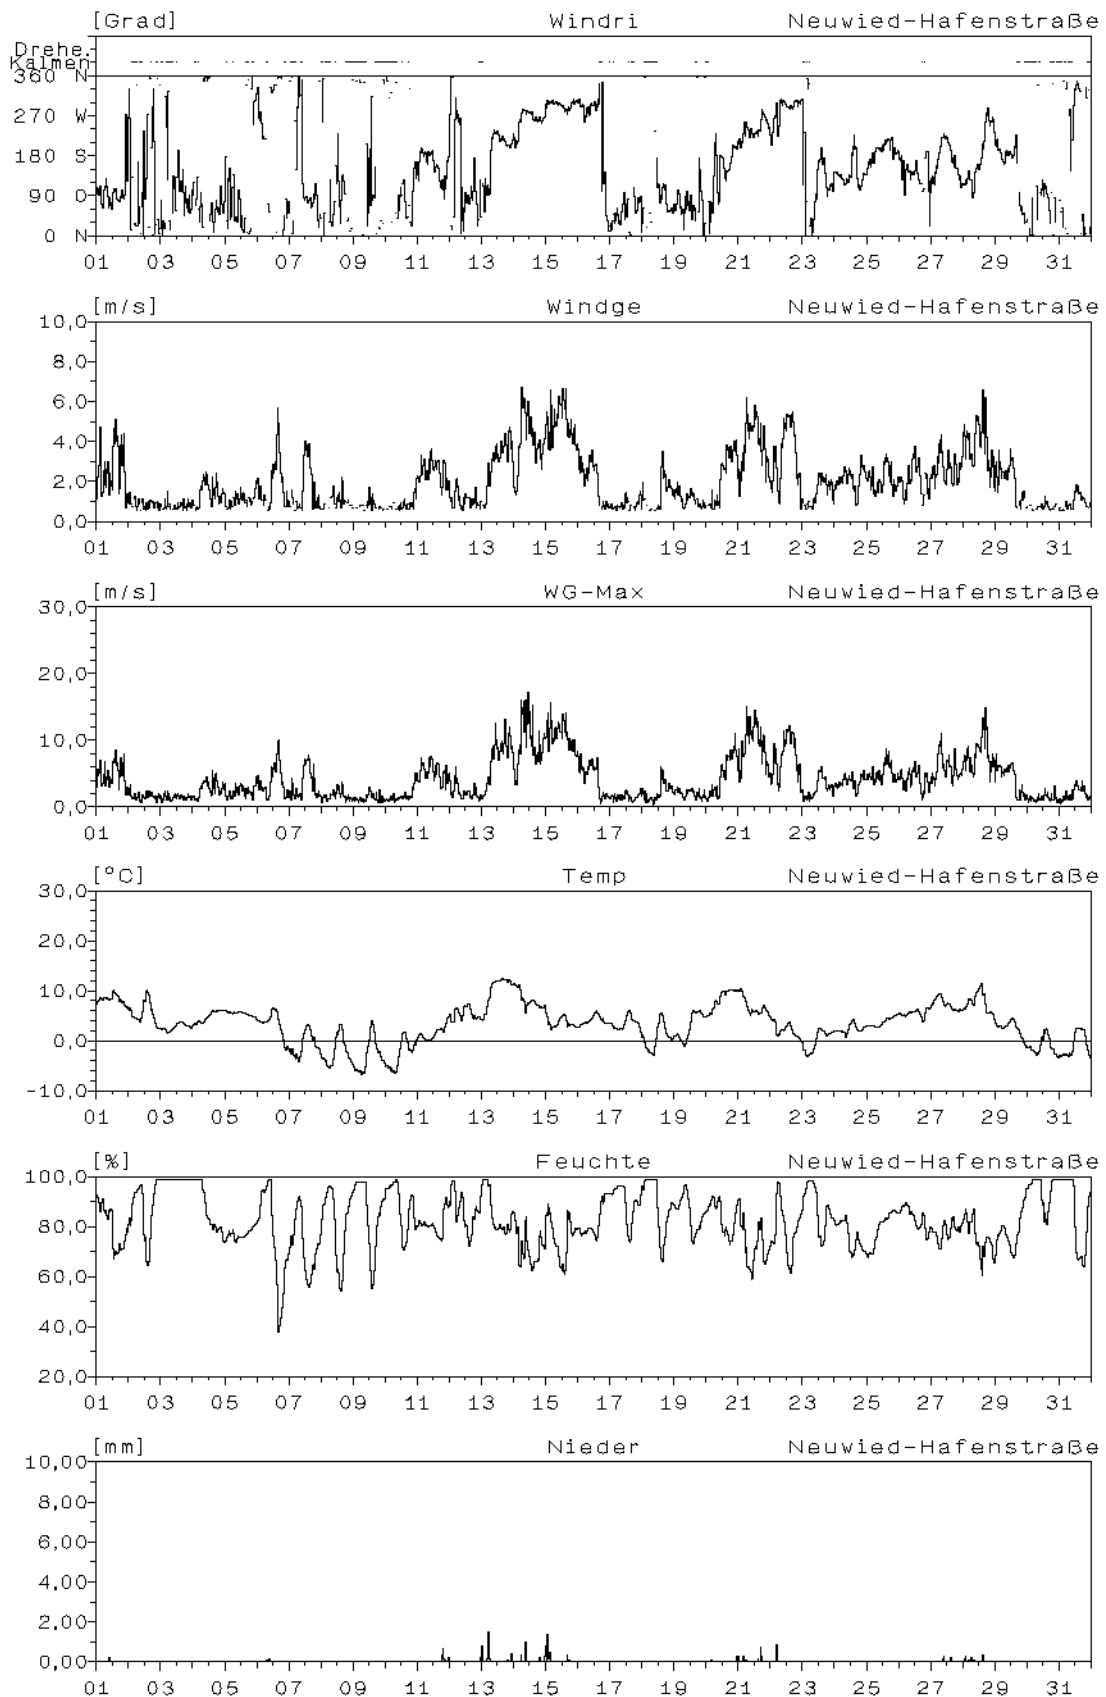 [Grad] Windri Neuwied-Hafenstraße
Drehe.
Kalmen
360 N
270 W
180 S
90 O
0 N
01 03 05 07 09 11 13 15 17 19 21 23 25 27 29 31
[m/s] Windge Neuwied-Hafenstraße
10,0
8,0
6,0
4,0
2,0
0,0
01 03 05 07 09 11 13 15 17 19 21 23 25 27 29 31
[m/s] WG-Max Neuwied-Hafenstraße
30,0
20,0
10,0
0,0
01 03 05 07 09 11 13 15 17 19 21 23 25 27 29 31
[°C] Temp Neuwied-Hafenstraße
30,0
20,0
10,0
0,0
-10,0
01 03 05 07 09 11 13 15 17 19 21 23 25 27 29 31
[%] Feuchte Neuwied-Hafenstraße
100,0
80,0
60,0
40,0
20,0
01 03 05 07 09 11 13 15 17 19 21 23 25 27 29 31
[mm] Nieder Neuwied-Hafenstraße
10,00
8,00
6,00
4,00
2,00
0,00
01 03 05 07 09 11 13 15 17 19 21 23 25 27 29 31